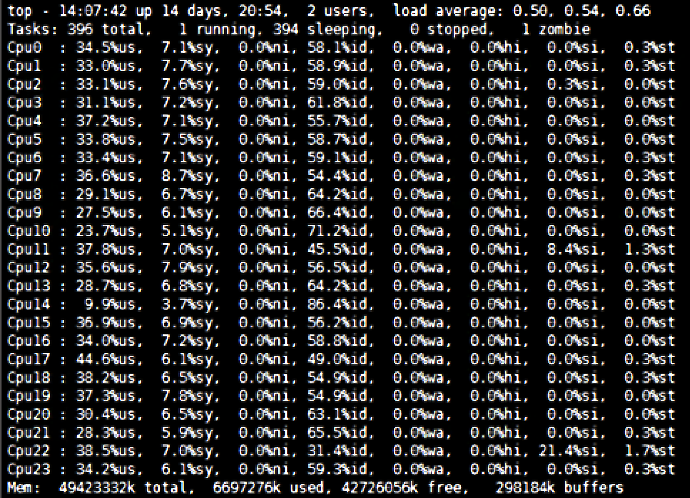 top - 14:07:42 up 14 days, 20:54, 2 users, load average: 0.50, 0.54, 0.66
Tasks: 396 total, 1 running, 394 sleeping, 0 stopped, 1 zombie
Cpu0 : 34.5%us, 7.1%sy, 0.0%ni, 58.1%id, 0.0%wa, 0.0%hi, 0.0%si, 0.3%st
Cpu1 : 33.0%us, 7.7%sy, 0.0%ni, 58.9%id, 0.0%wa, 0.0%hi, 0.0%si, 0.3%st
Cpu2 : 33.1%us, 7.6%sy, 0.0%ni, 59.0%id, 0.0%wa, 0.0%hi, 0.3%si, 0.0%st
Cpu3 : 31.1%us, 7.2%sy, 0.0%ni, 61.8%id, 0.0%wa, 0.0%hi, 0.0%si, 0.0%st
Cpu4 : 37.2%us, 7.1%sy, 0.0%ni, 55.7%id, 0.0%wa, 0.0%hi, 0.0%si, 0.0%st
Cpu5 : 33.8%us, 7.5%sy, 0.0%ni, 58.7%id, 0.0%wa, 0.0%hi, 0.0%si, 0.0%st
Cpu6 : 33.4%us, 7.1%sy, 0.0%ni, 59.1%id, 0.0%wa, 0.0%hi, 0.0%si, 0.3%st
Cpu7 : 36.6%us, 8.7%sy, 0.0%ni, 54.4%id, 0.0%wa, 0.0%hi, 0.0%si, 0.3%st
Cpu8 : 29.1%us, 6.7%sy, 0.0%ni, 64.2%id, 0.0%wa, 0.0%hi, 0.0%si, 0.0%st
Cpu9 : 27.5%us, 6.1%sy, 0.0%ni, 66.4%id, 0.0%wa, 0.0%hi, 0.0%si, 0.0%st
Cpu10 : 23.7%us, 5.1%sy, 0.0%ni, 71.2%id, 0.0%wa, 0.0%hi, 0.0%si, 0.0%st
Cpu11 : 37.8%us, 7.0%sy, 0.0%ni, 45.5%id, 0.0%wa, 0.0%hi, 8.4%si, 1.3%st
Cpu12 : 35.6%us, 7.9%sy, 0.0%ni, 56.5%id, 0.0%wa, 0.0%hi, 0.0%si, 0.0%st
Cpu13 : 28.7%us, 6.8%sy, 0.0%ni, 64.2%id, 0.0%wa, 0.0%hi, 0.0%si, 0.3%st
Cpu14 : 9.9%us, 3.7%sy, 0.0%ni, 86.4%id, 0.0%wa, 0.0%hi, 0.0%si, 0.0%st
Cpu15 : 36.9%us, 6.9%sy, 0.0%ni, 56.2%id, 0.0%wa, 0.0%hi, 0.0%si, 0.0%st
Cpu16 : 34.0%us, 7.2%sy, 0.0%ni, 58.8%id, 0.0%wa, 0.0%hi, 0.0%si, 0.0%st
Cpu17 : 44.6%us, 6.1%sy, 0.0%ni, 49.0%id, 0.0%wa, 0.0%hi, 0.0%si, 0.3%st
Cpu18 : 38.2%us, 6.5%sy, 0.0%ni, 54.9%id, 0.0%wa, 0.0%hi, 0.0%si, 0.3%st
Cpu19 : 37.3%us, 7.8%sy, 0.0%ni, 54.9%id, 0.0%wa, 0.0%hi, 0.0%si, 0.0%st
Cpu20 : 30.4%us, 6.5%sy, 0.0%ni, 63.1%id, 0.0%wa, 0.0%hi, 0.0%si, 0.0%st
Cpu21 : 28.3%us, 5.9%sy, 0.0%ni, 65.5%id, 0.0%wa, 0.0%hi, 0.0%si, 0.3%st
Cpu22 : 38.5%us, 7.0%sy, 0.0%ni, 31.4%id, 0.0%wa, 0.0%hi, 21.4%si, 1.7%st
Cpu23 : 34.2%us, 6.1%sy, 0.0%ni, 59.3%id, 0.0%wa, 0.0%hi, 0.0%si, 0.3%st
Mem: 49423332k total, 6697276k used, 42726056k free, 298184k buffers